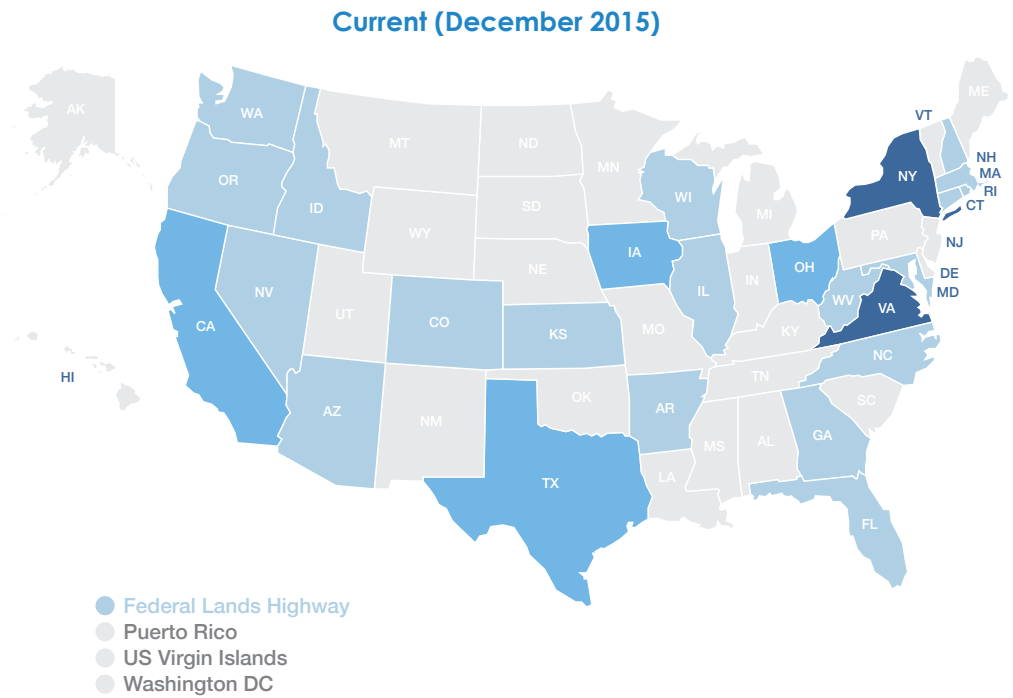 Current (December 2015)
AK
WA
MT
ND
MN
ME
VT
NH
MA
RI
CT
NY
OR
ID
SD
WI
MI
WY
PA
NJ
IA
NE
OH
DE
MD
NV
UT
CO
IL
IN
WV
VA
CA
KS
MO
KY
NC
HI
AZ
NM
OK
AR
TN
SC
MS
AL
GA
TX
LA
FL
Federal Lands Highway
Puerto Rico
US Virgin Islands
Washington DC